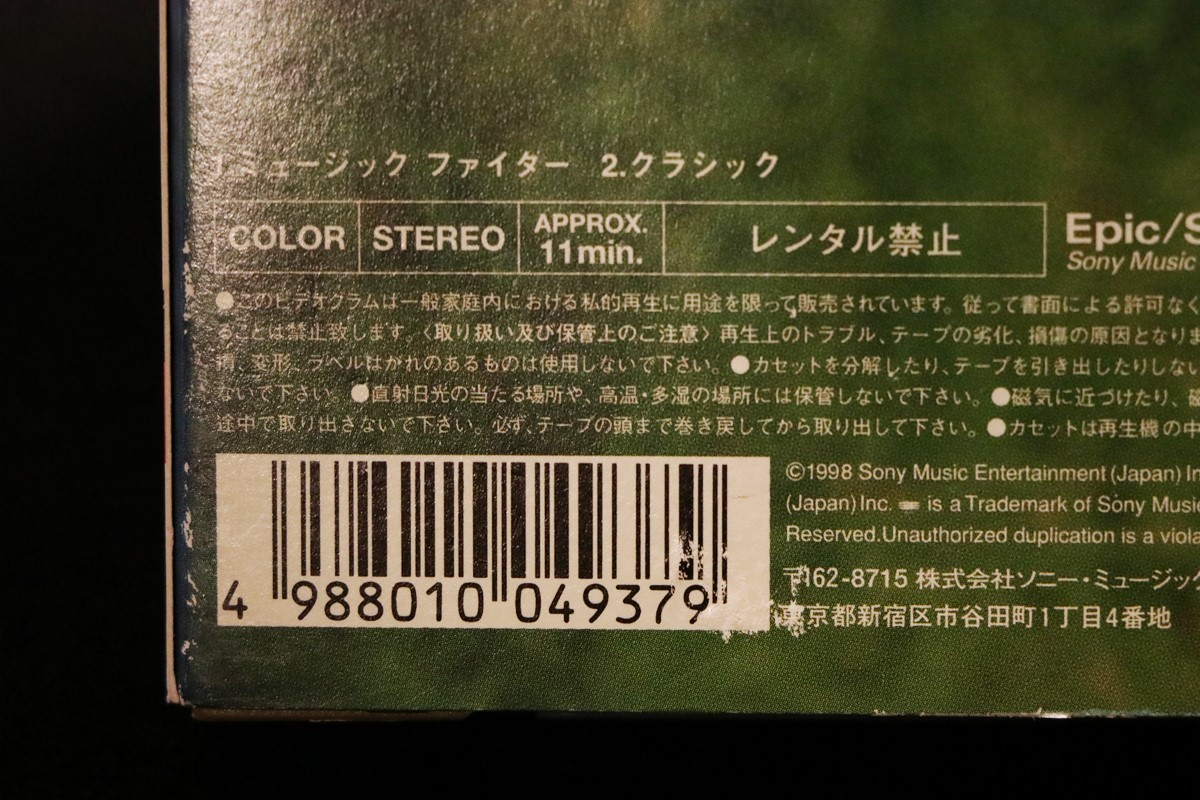 1.ミュージック ファイター 2.クラシック
COLOR STEREO APPROX. 11min. レンタル禁止 Epic/S
Sony Music
●このビデオグラムは一般家庭内における私的再生に用途を限って販売されています。従って書面による許可なく
ることは禁止致します。〈取り扱い及び保管上のご注意〉再生上のトラブル、テープの劣化、損傷の原因となりま
損、変形、ラベルはがれのあるものは使用しないで下さい。●カセットを分解したり、テープを引き出したりしない
ないで下さい。●直射日光の当たる場所や、高温・多湿の場所には保管しないで下さい。●磁気に近づけたり、
途中で取り出さないで下さい。必ず、テープの頭まで巻き戻してから取り出して下さい。●カセットは再生機の中
©1998 Sony Music Entertainment (Japan) In
(Japan) Inc. is a Trademark of Sony Music
Reserved.Unauthorized duplication is a viola
〒162-8715 株式会社ソニー・ミュージック
東京都新宿区市谷田町1丁目4番地
4 988010 049379